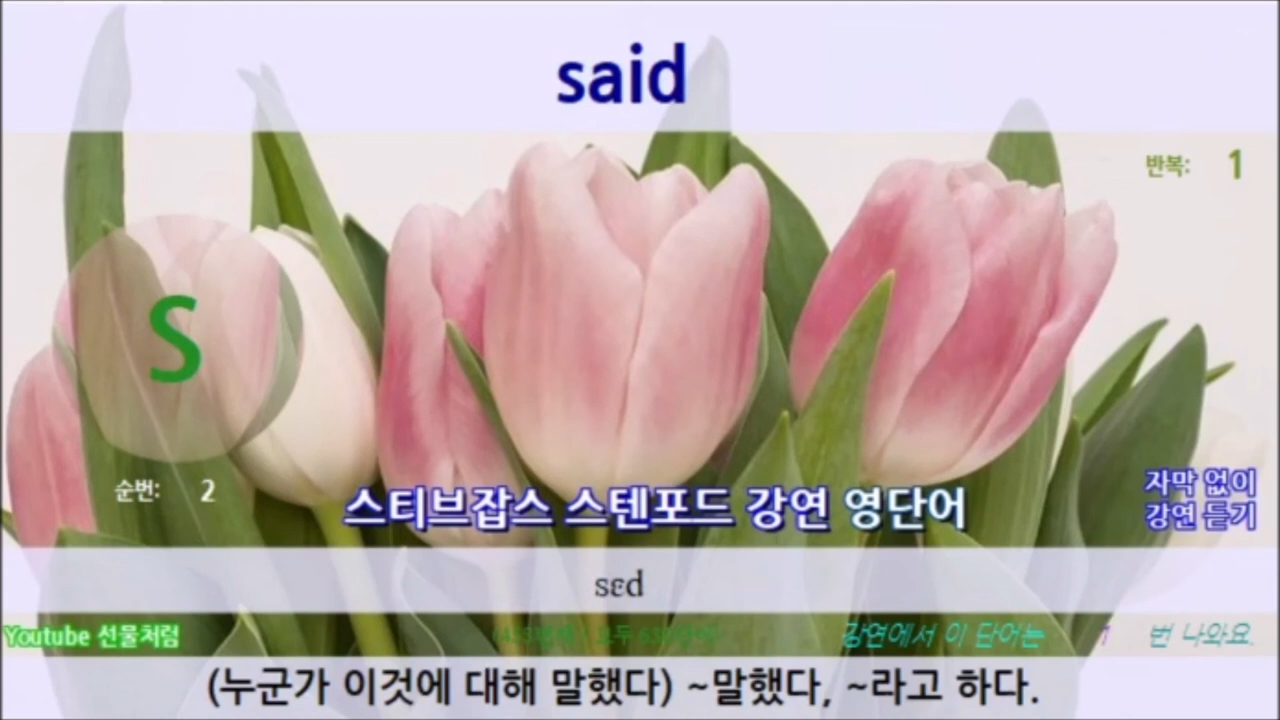 said
반복: 1
S
순번: 2
스티브잡스 스텐포드 강연 영단어
자막 없이
강연 듣기
sɛd
Youtube 선물처럼
강연에서 이 단어는 7 번 나와요.
(누군가 이것에 대해 말했다) ~말했다, ~라고 하다.